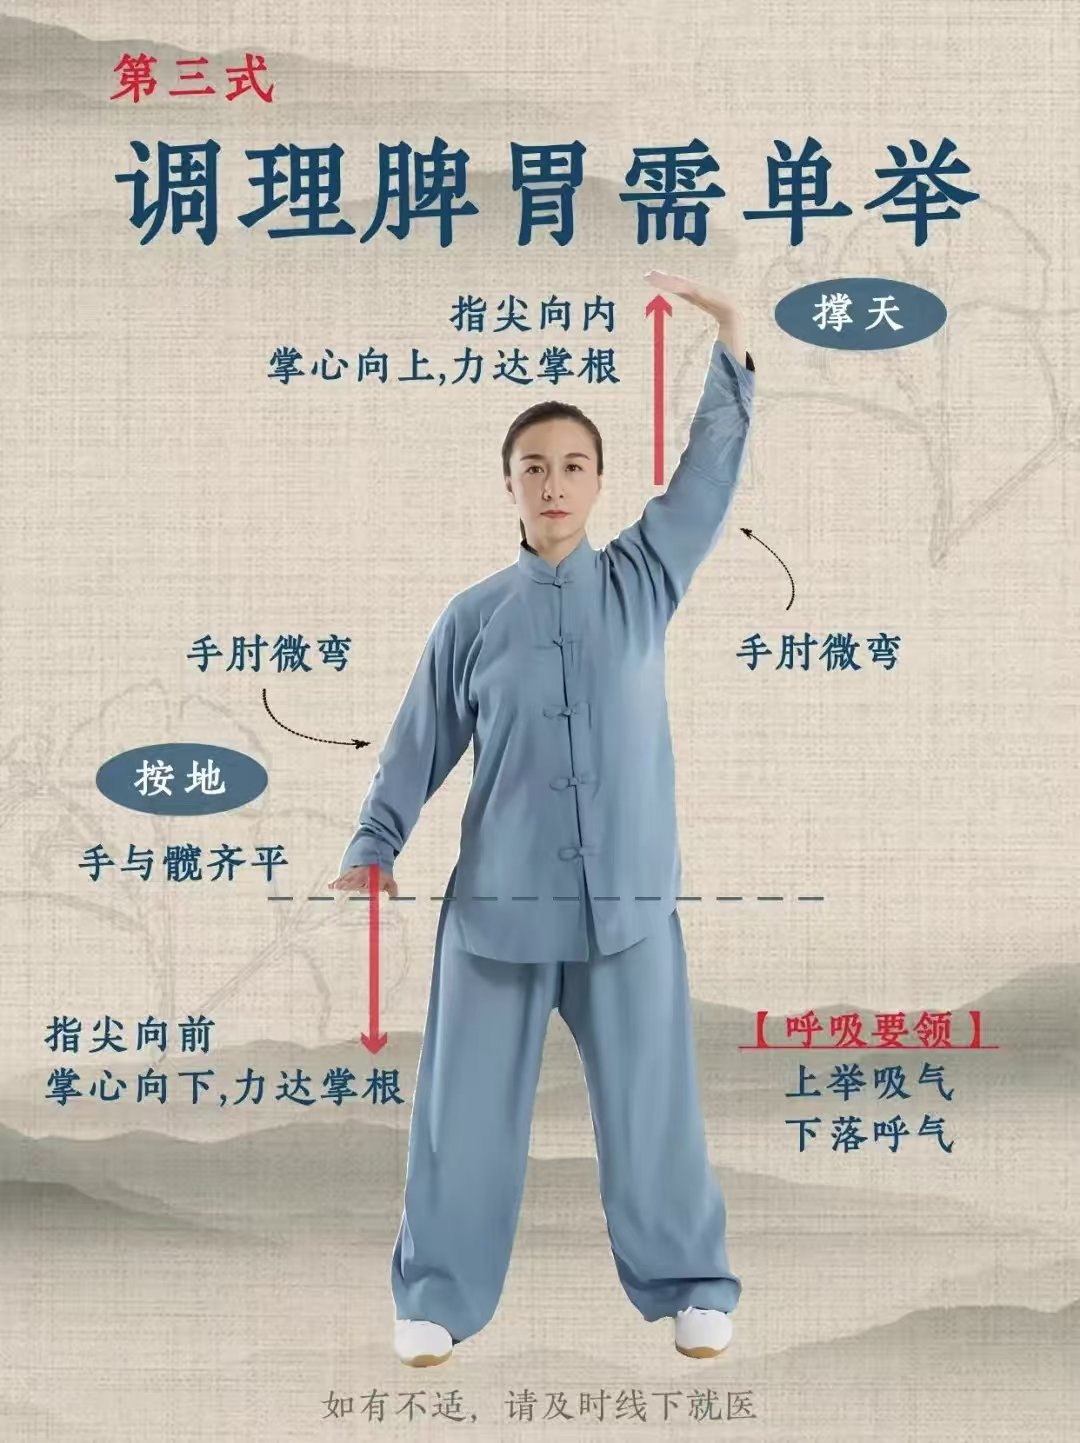 第三式
调理脾胃需单举
撑天
指尖向内
掌心向上,力达掌根
手肘微弯
手肘微弯
按地
手与髋齐平
指尖向前
掌心向下,力达掌根
【呼吸要领】
上举吸气
下落呼气
如有不适，请及时线下就医